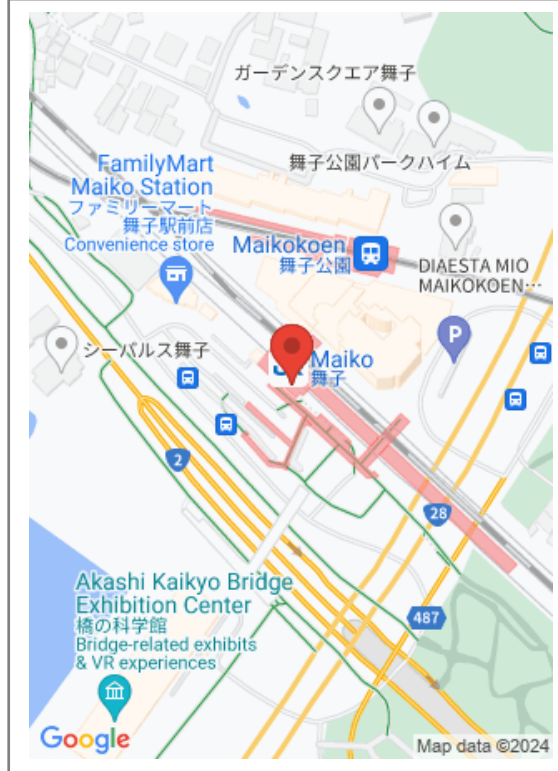 ガーデンスクエア舞子
舞子公園パークハイム
FamilyMart
Maiko Station
ファミリーマート
舞子駅前店
Convenience store
Maikokoen
舞子公園
DIAESTA MIO
MAIKOKOEN…
P
シーパルス舞子
Maiko
舞子
2
28
487
Akashi Kaikyo Bridge
Exhibition Center
橋の科学館
Bridge-related exhibits
& VR experiences
Google
Map data ©2024